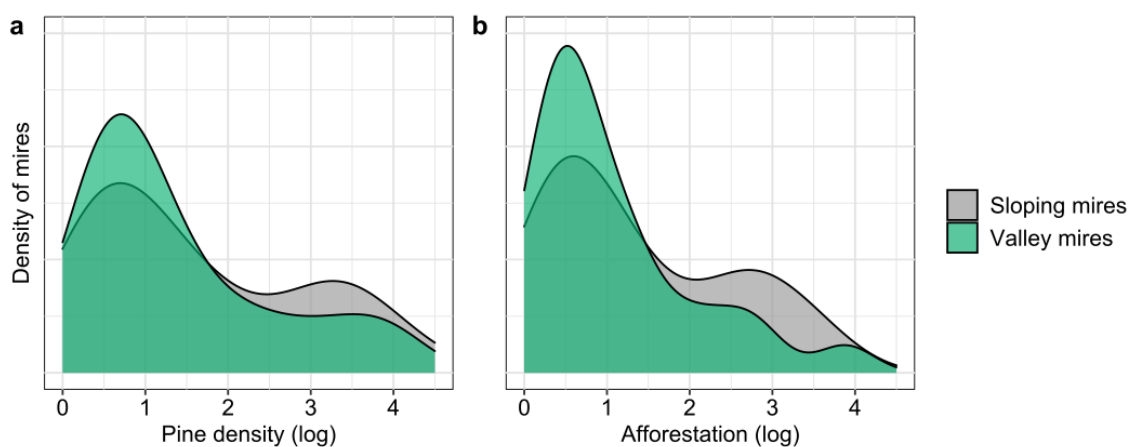 a
b
Density of mires
0 1 2 3 4
0 1 2 3 4
Pine density (log)
Afforestation (log)
Sloping mires
Valley mires